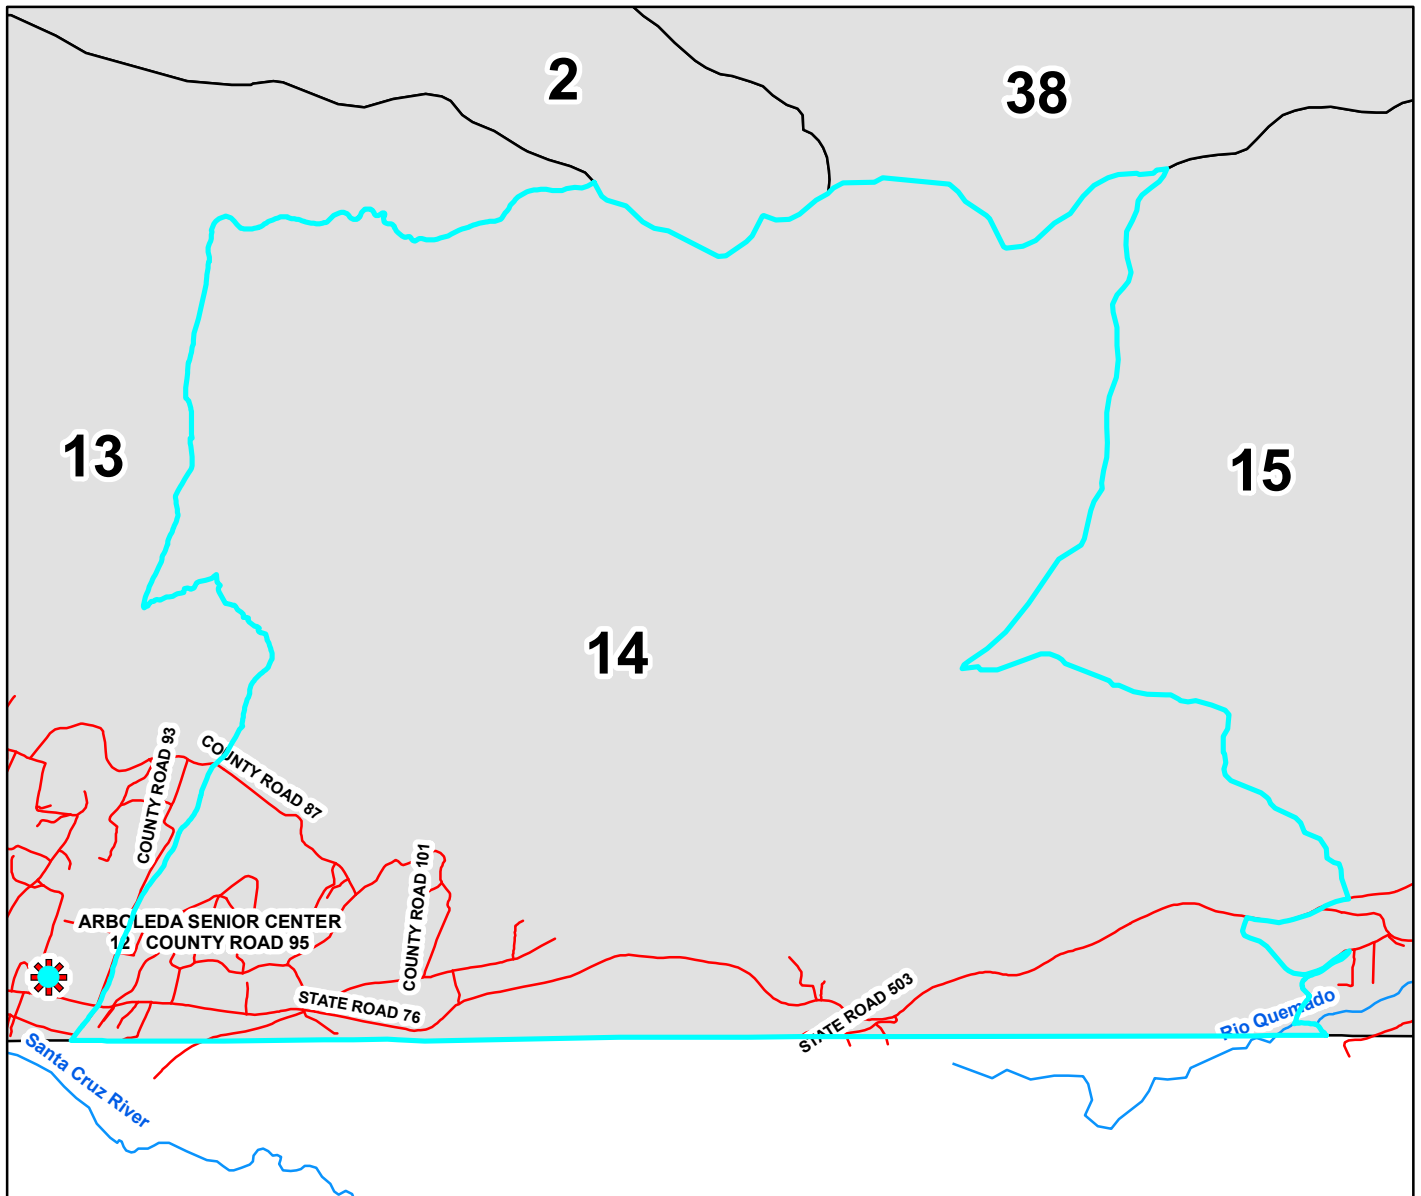 2
38
13
15
14
COUNTY ROAD 93
COUNTY ROAD 87
COUNTY ROAD 101
ARBOLEDA SENIOR CENTER
12 COUNTY ROAD 95
STATE ROAD 76
STATE ROAD 503
Rio Quemado
Santa Cruz River